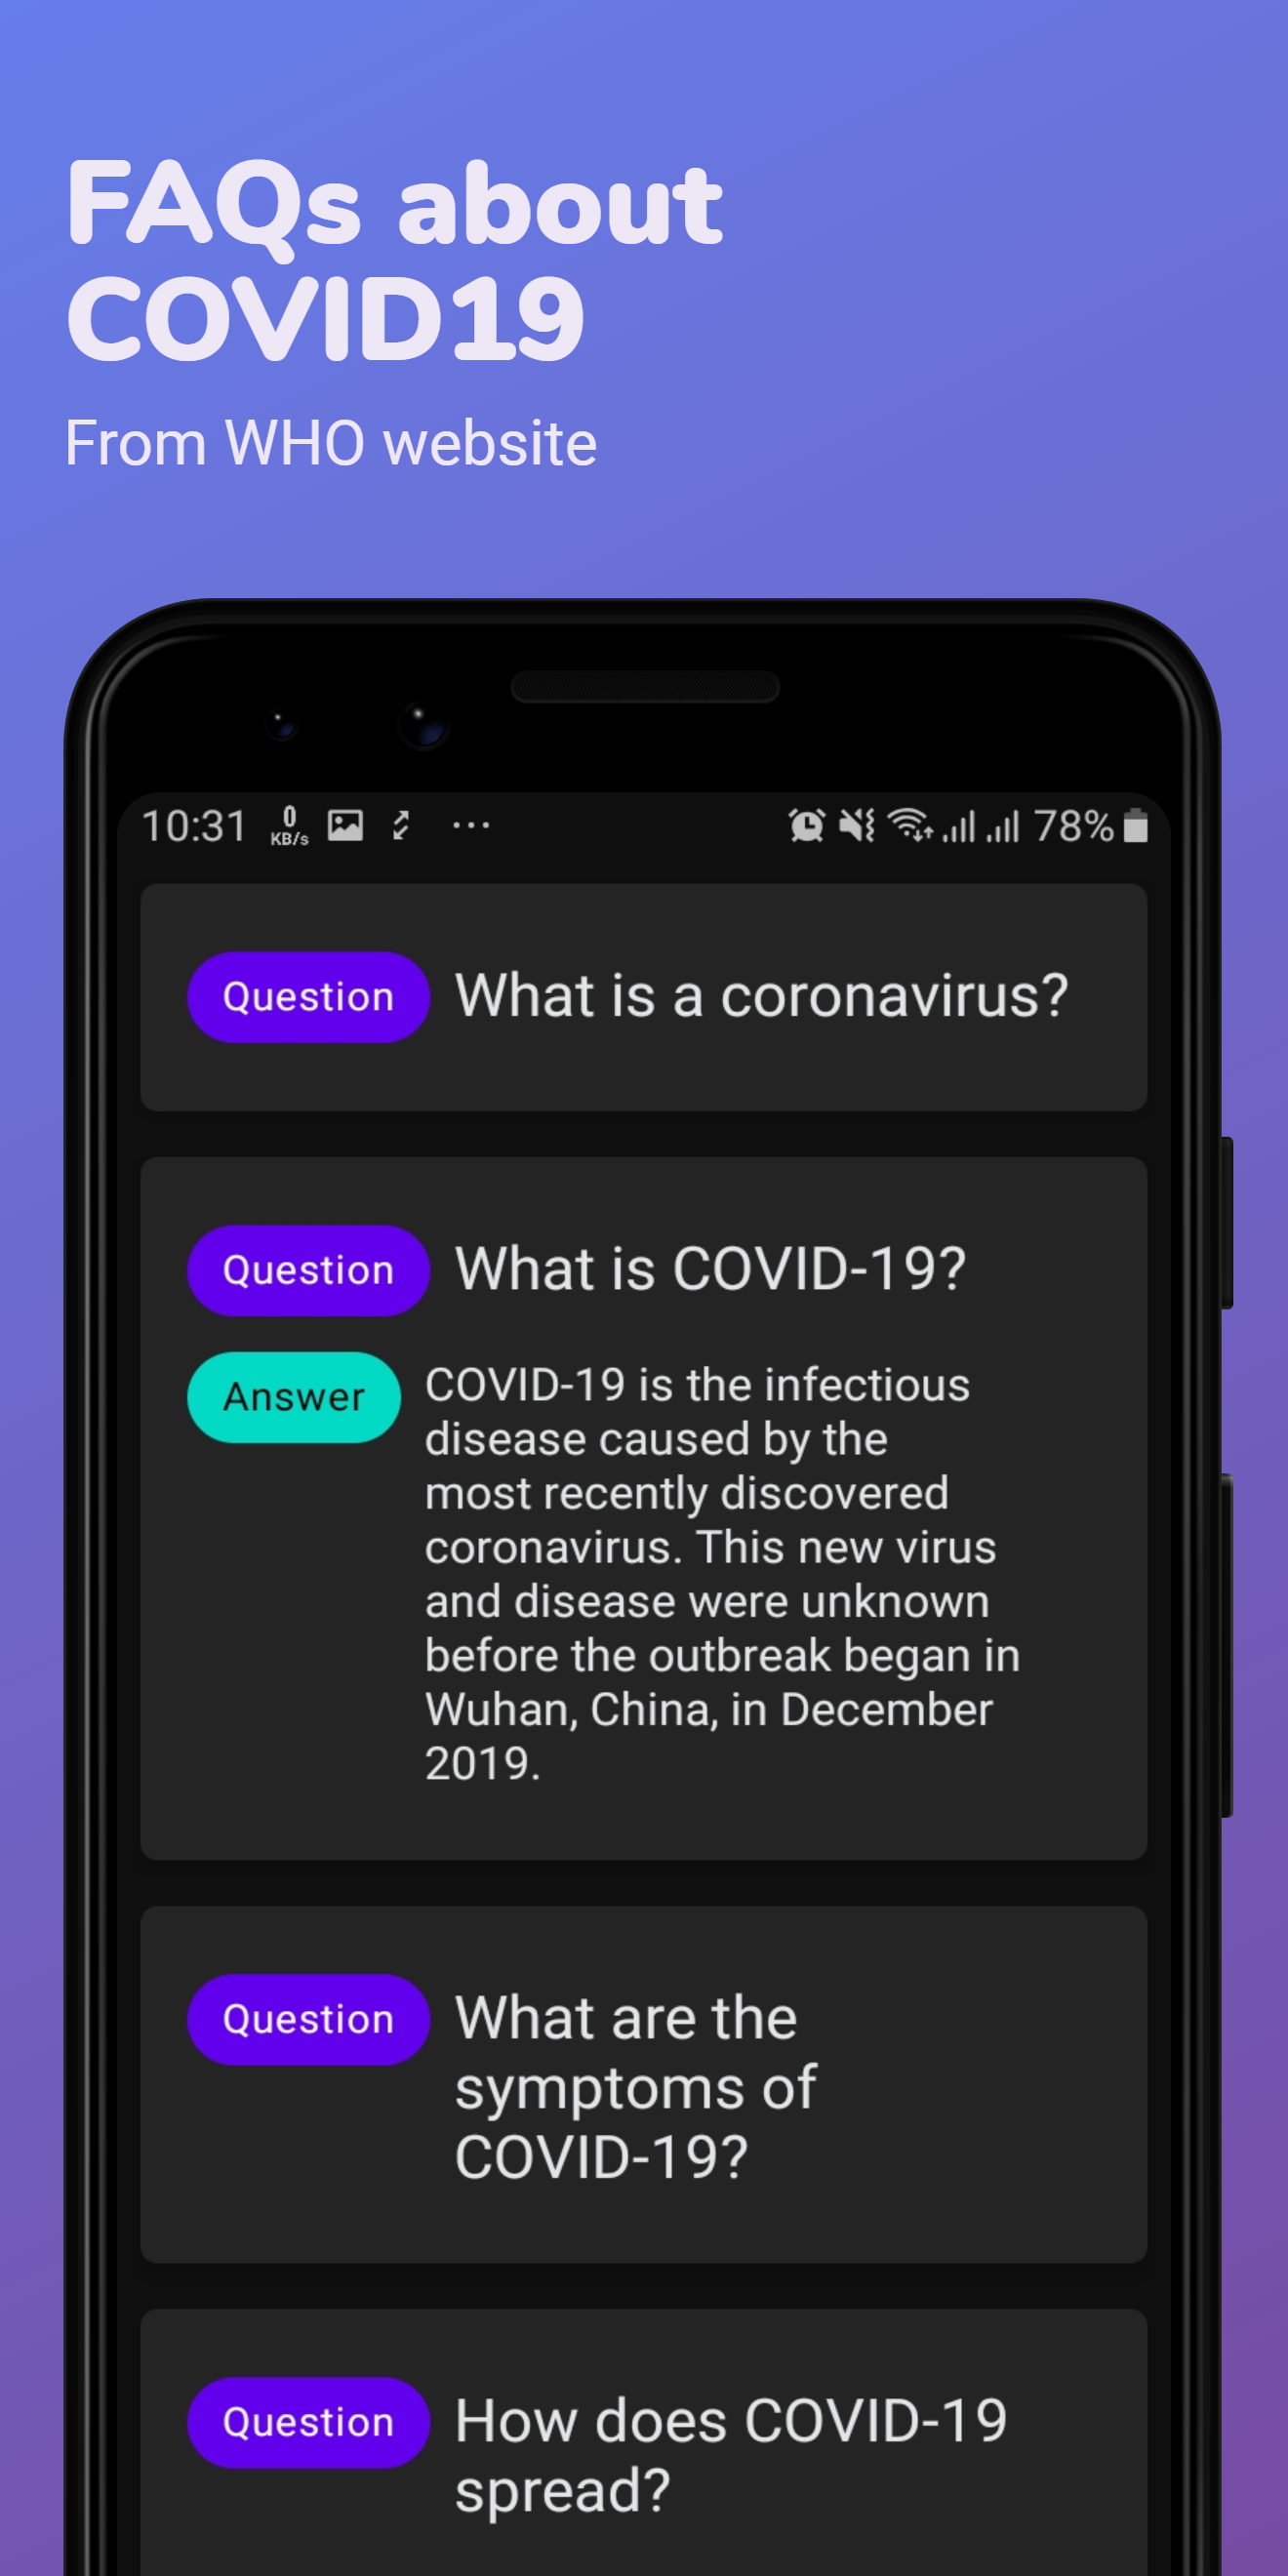 FAQs about
COVID19
From WHO website
10:31 0 KB/s ... 78%
Question What is a coronavirus?
Question What is COVID-19?
Answer COVID-19 is the infectious
disease caused by the
most recently discovered
coronavirus. This new virus
and disease were unknown
before the outbreak began in
Wuhan, China, in December
2019.
Question What are the
symptoms of
COVID-19?
Question How does COVID-19
spread?